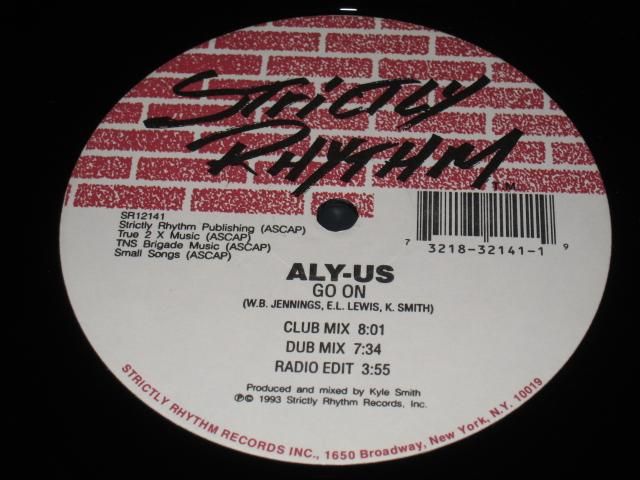 STRICTLY
RHYTHM
T.M.
SR12141
Strictly Rhythm Publishing (ASCAP)
True 2 X Music (ASCAP)
TNS Brigade Music (ASCAP)
Small Songs (ASCAP)
7 3218-32141-1 9
ALY-US
GO ON
(W.B. JENNINGS, E.L. LEWIS, K. SMITH)
CLUB MIX 8:01
DUB MIX 7:34
RADIO EDIT 3:55
Produced and mixed by Kyle Smith
℗© 1993 Strictly Rhythm Records, Inc.
STRICTLY RHYTHM RECORDS INC., 1650 Broadway, New York, N.Y. 10019